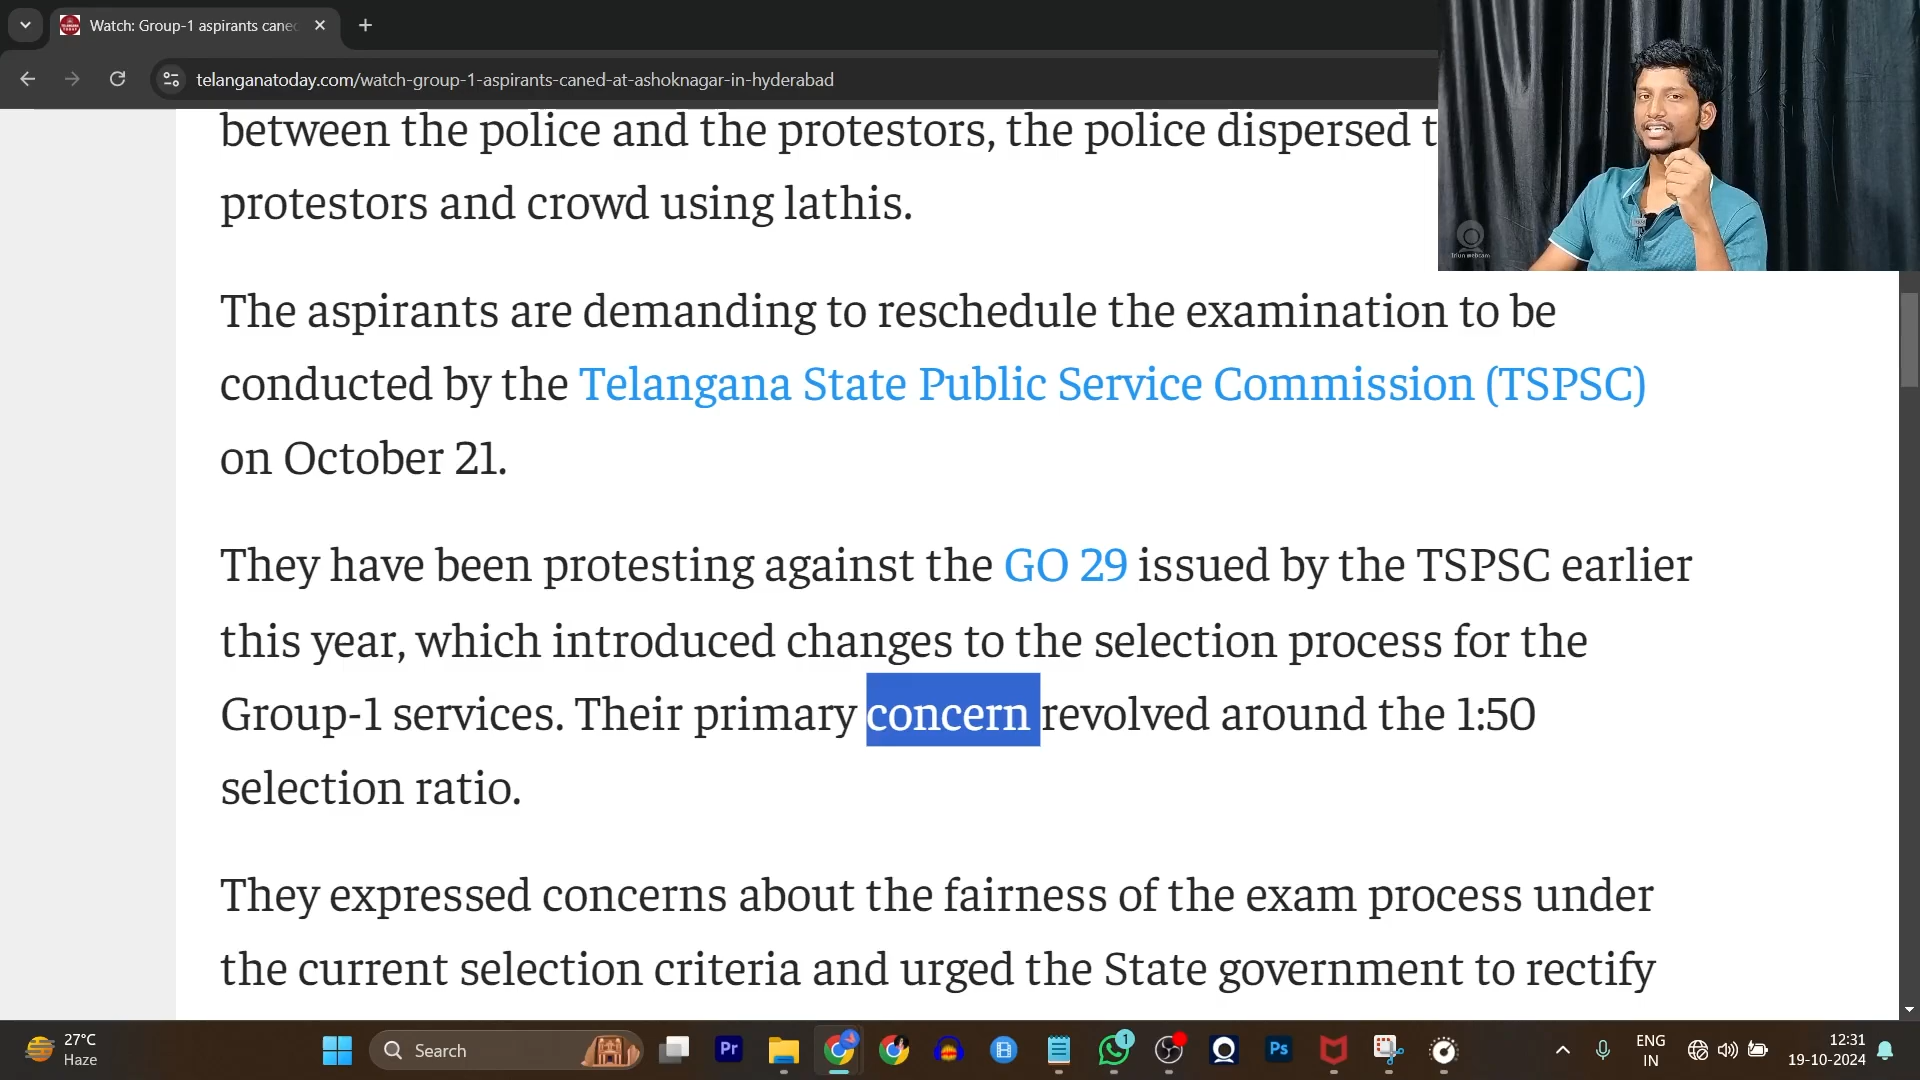 Watch: Group-1 aspirants caned
telanganatoday.com/watch-group-1-aspirants-caned-at-ashoknagar-in-hyderabad
between the police and the protestors, the police dispersed t
protestors and crowd using lathis.
Iriun webcam
The aspirants are demanding to reschedule the examination to be
conducted by the Telangana State Public Service Commission (TSPSC)
on October 21.
They have been protesting against the GO 29 issued by the TSPSC earlier
this year, which introduced changes to the selection process for the
Group-1 services. Their primary concern revolved around the 1:50
selection ratio.
They expressed concerns about the fairness of the exam process under
the current selection criteria and urged the State government to rectify
27°C
Haze
Search
Pr
1
Ps
ENG
IN
12:31
19-10-2024